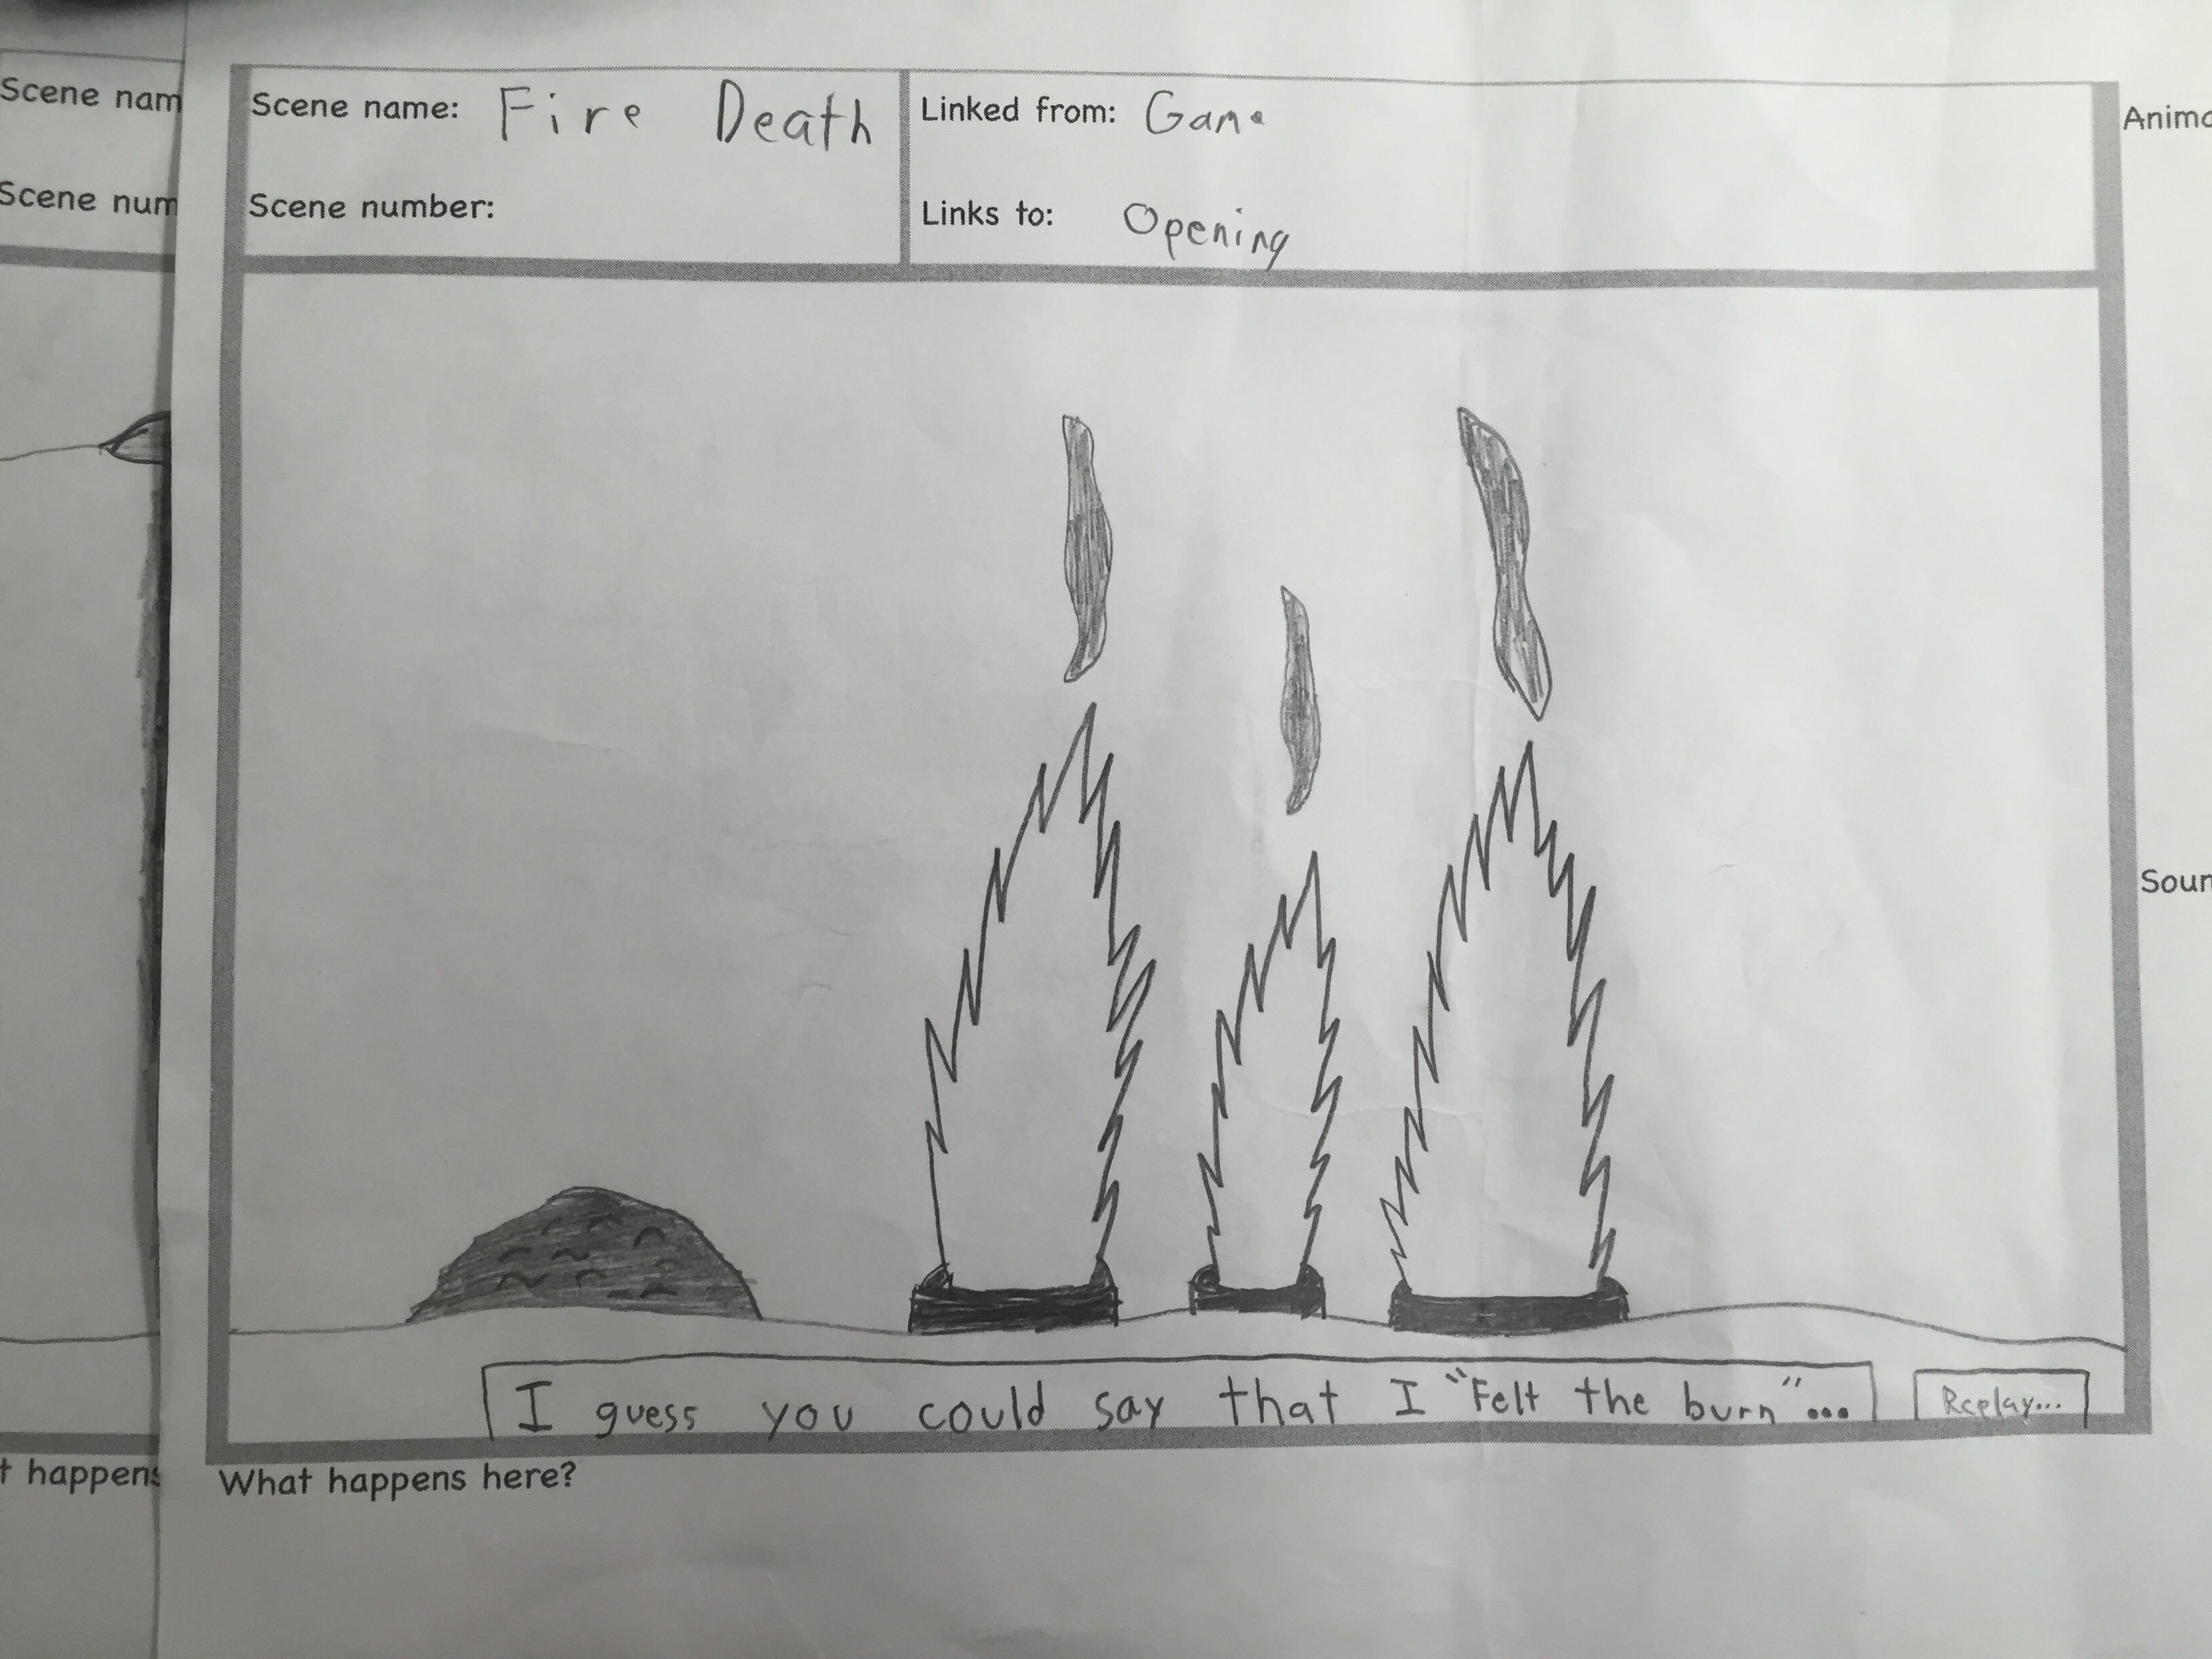 Scene nam
Scene num
t happens
Scene name: Fire Death
Scene number:
Linked from: Game
Links to: Opening
I guess you could say that I "Felt the burn"...
Replay...
What happens here?
Anima
Soun